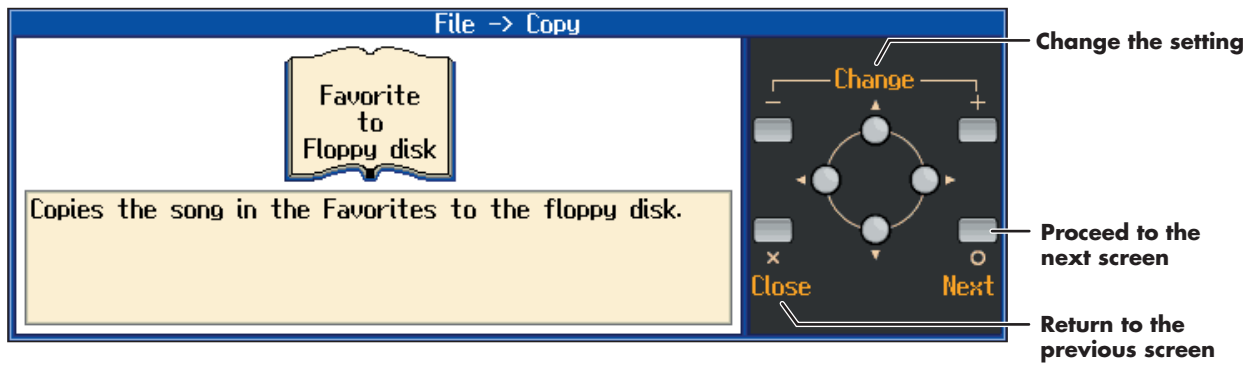 File -> Copy
Favorite
to
Floppy disk
Copies the song in the Favorites to the floppy disk.
Change
- +
× ○
Close Next
Change the setting
Proceed to the
next screen
Return to the
previous screen